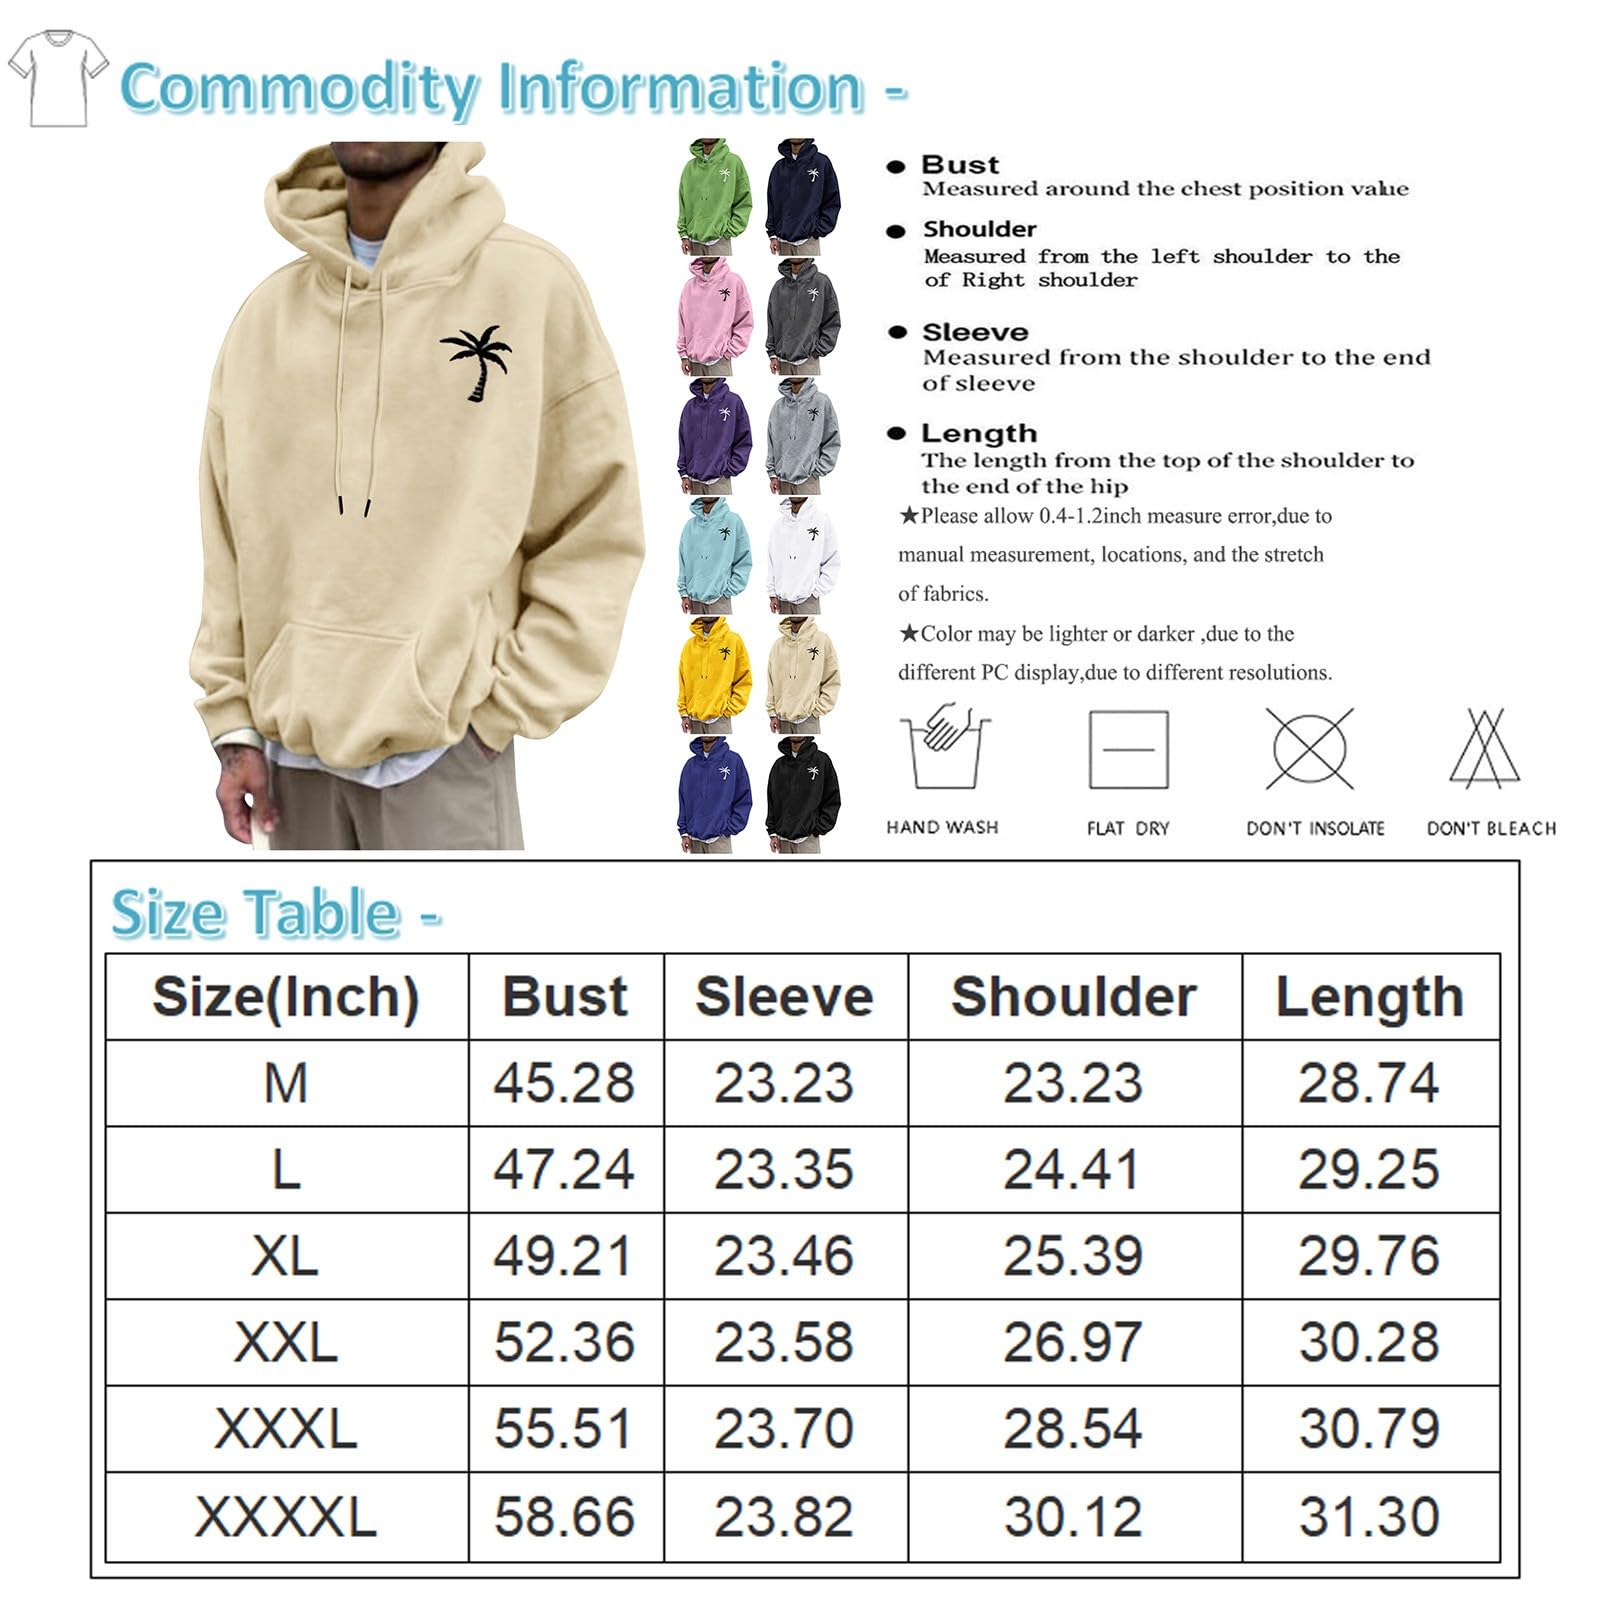 Commodity Information -
Bust
Measured around the chest position value
Shoulder
Measured from the left shoulder to the
of Right shoulder
Sleeve
Measured from the shoulder to the end
of sleeve
Length
The length from the top of the shoulder to
the end of the hip
★Please allow 0.4-1.2inch measure error,due to
manual measurement, locations, and the stretch
of fabrics.
★Color may be lighter or darker ,due to the
different PC display,due to different resolutions.
HAND WASH FLAT DRY DON'T INSOLATE DON'T BLEACH
Size Table -
Size(Inch) Bust Sleeve Shoulder Length
M 45.28 23.23 23.23 28.74
L 47.24 23.35 24.41 29.25
XL 49.21 23.46 25.39 29.76
XXL 52.36 23.58 26.97 30.28
XXXL 55.51 23.70 28.54 30.79
XXXXL 58.66 23.82 30.12 31.30